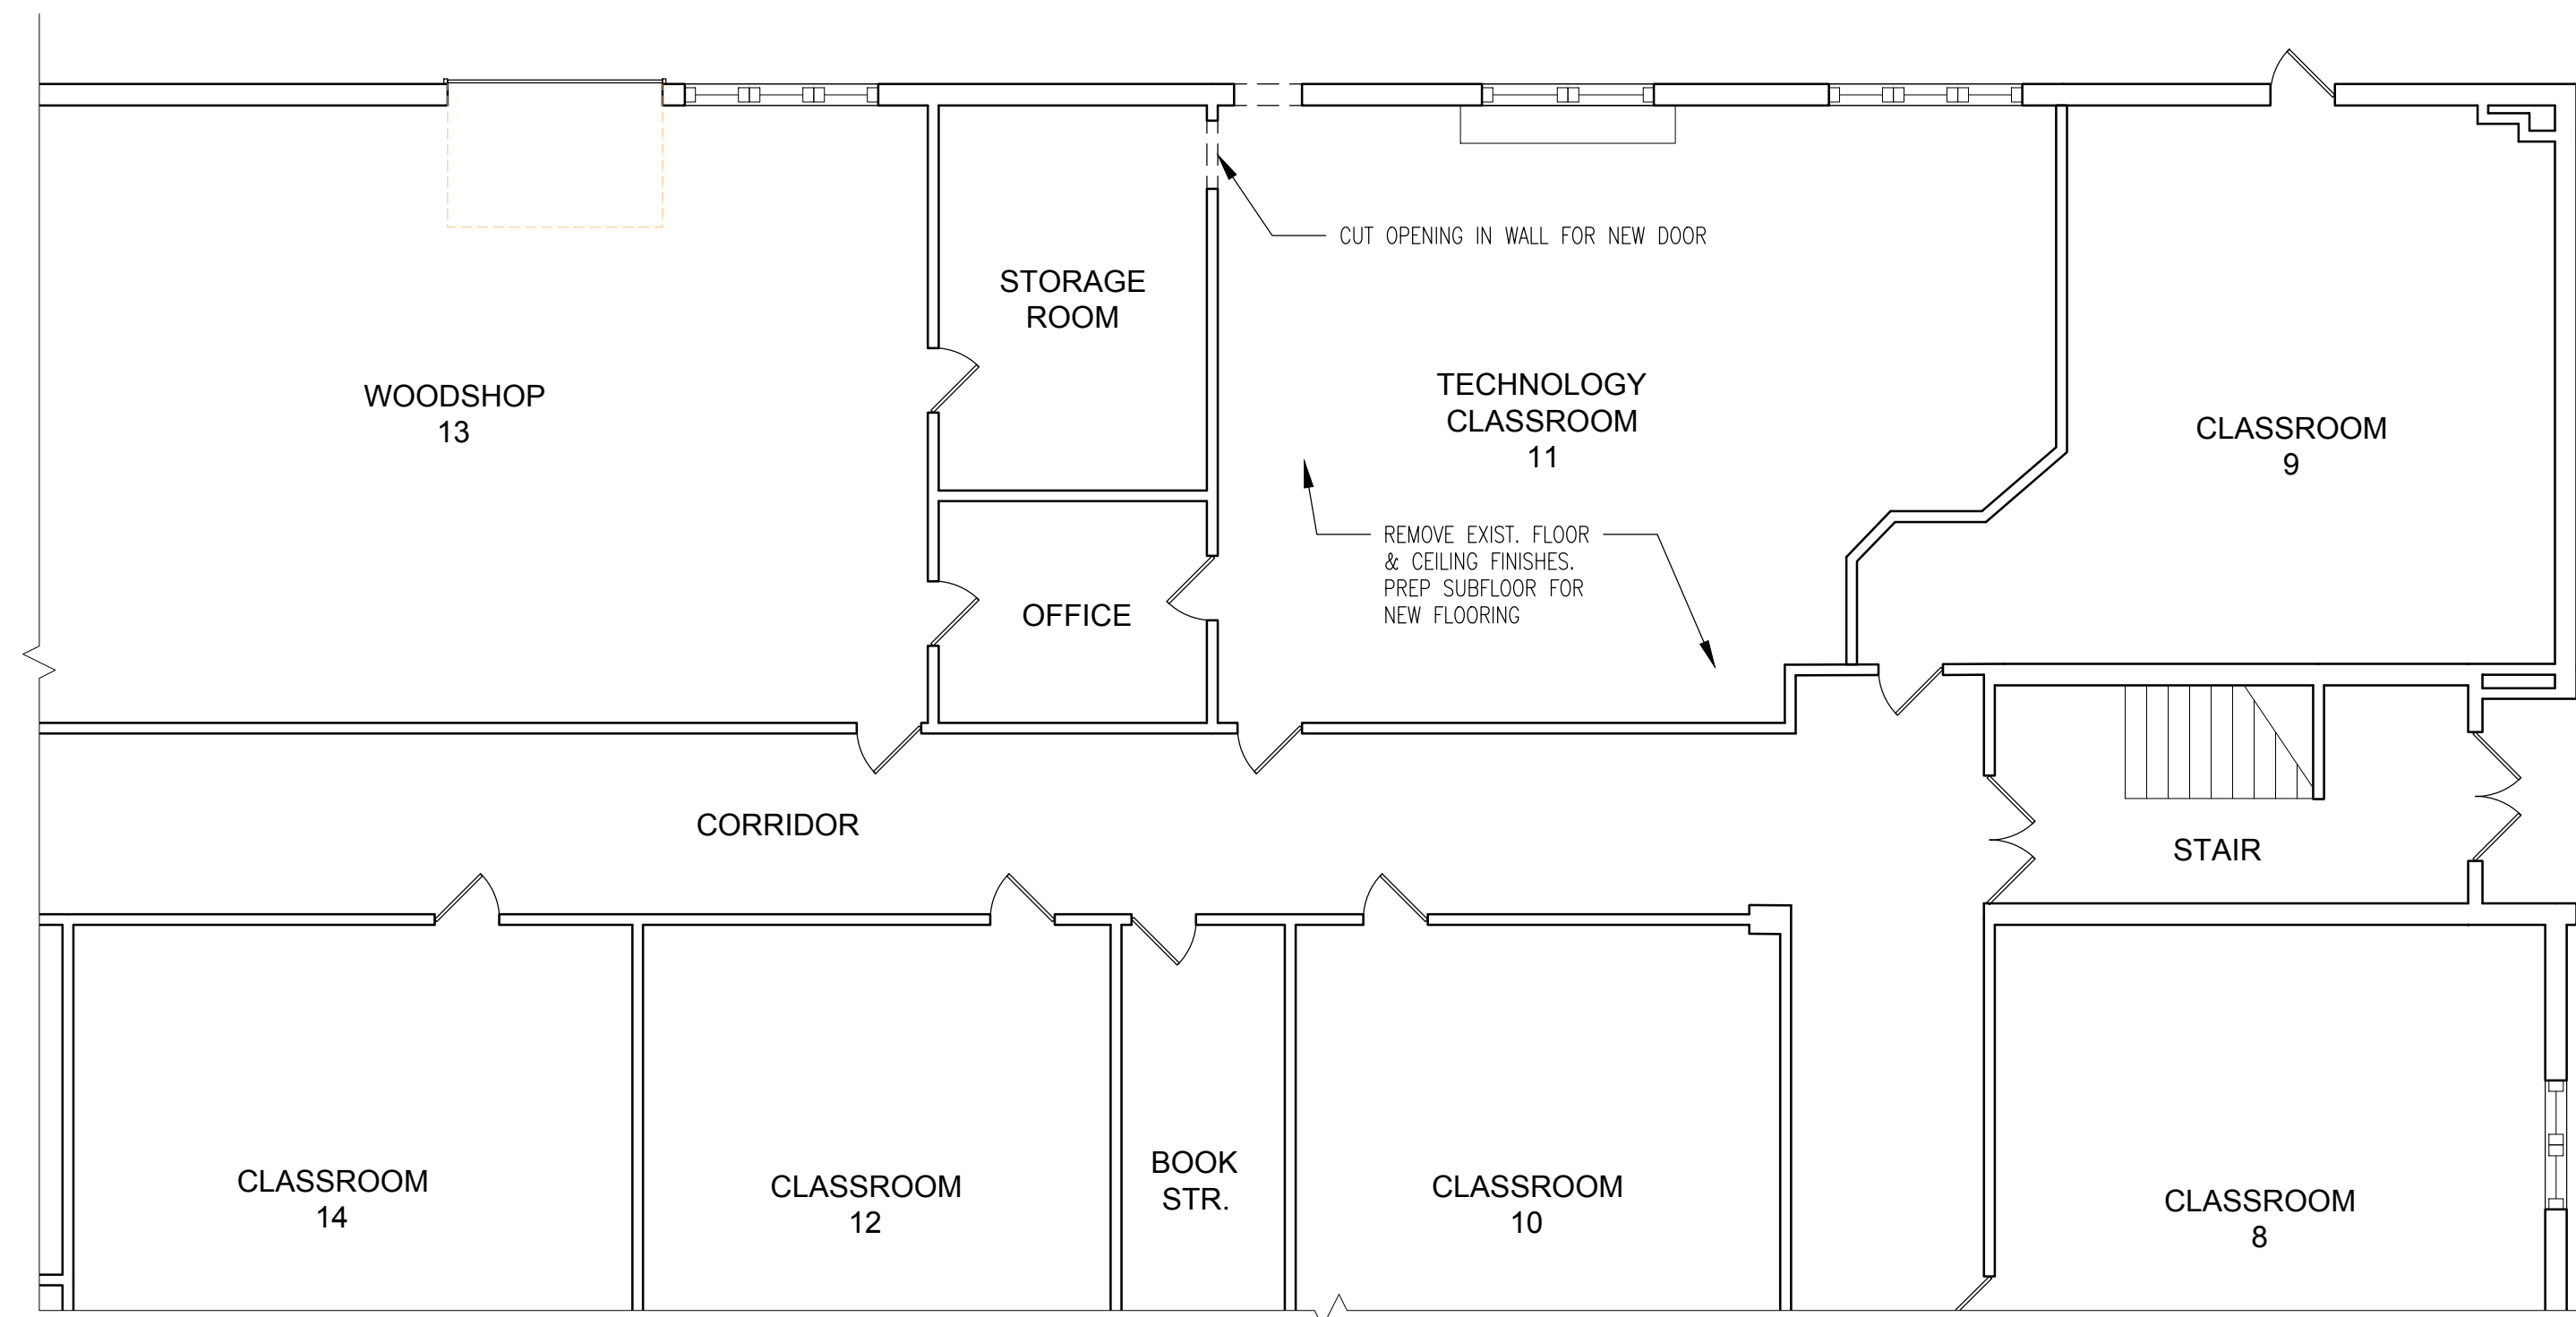 CUT OPENING IN WALL FOR NEW DOOR
STORAGE
ROOM
WOODSHOP
13
TECHNOLOGY
CLASSROOM
11
CLASSROOM
9
REMOVE EXIST. FLOOR
& CEILING FINISHES.
PREP SUBFLOOR FOR
NEW FLOORING
OFFICE
CORRIDOR
STAIR
CLASSROOM
14
CLASSROOM
12
BOOK
STR.
CLASSROOM
10
CLASSROOM
8